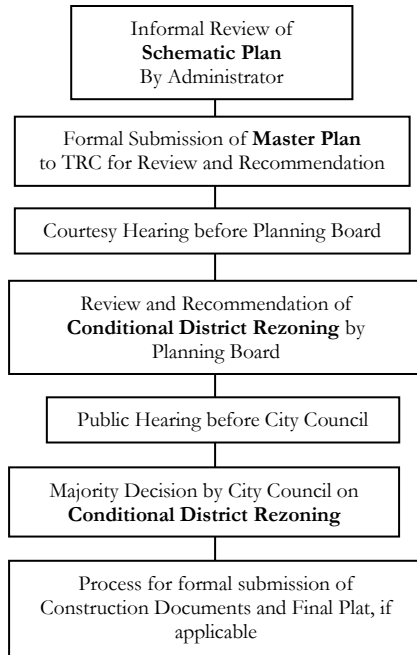 Informal Review of
Schematic Plan
By Administrator
Formal Submission of Master Plan
to TRC for Review and Recommendation
Courtesy Hearing before Planning Board
Review and Recommendation of
Conditional District Rezoning by
Planning Board
Public Hearing before City Council
Majority Decision by City Council on
Conditional District Rezoning
Process for formal submission of
Construction Documents and Final Plat, if
applicable